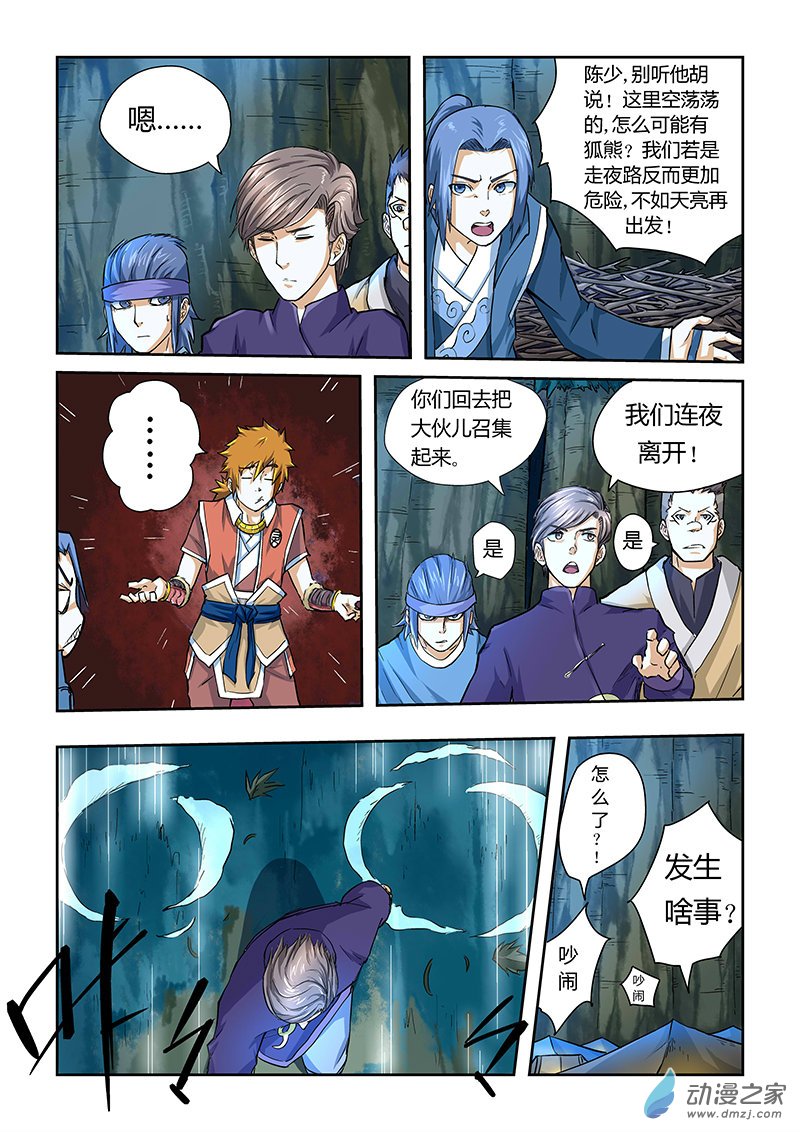 嗯……
陈少，别听他胡
说！这里空荡荡
的，怎么可能有
狐熊？我们若是
走夜路反而更加
危险，不如天亮再
出发！
……
你们回去把
大伙儿召集
起来。
我们连夜
离开！
是
是
怎么了？！
发生
啥事？
吵闹
吵闹
动漫之家
www.dmzj.com